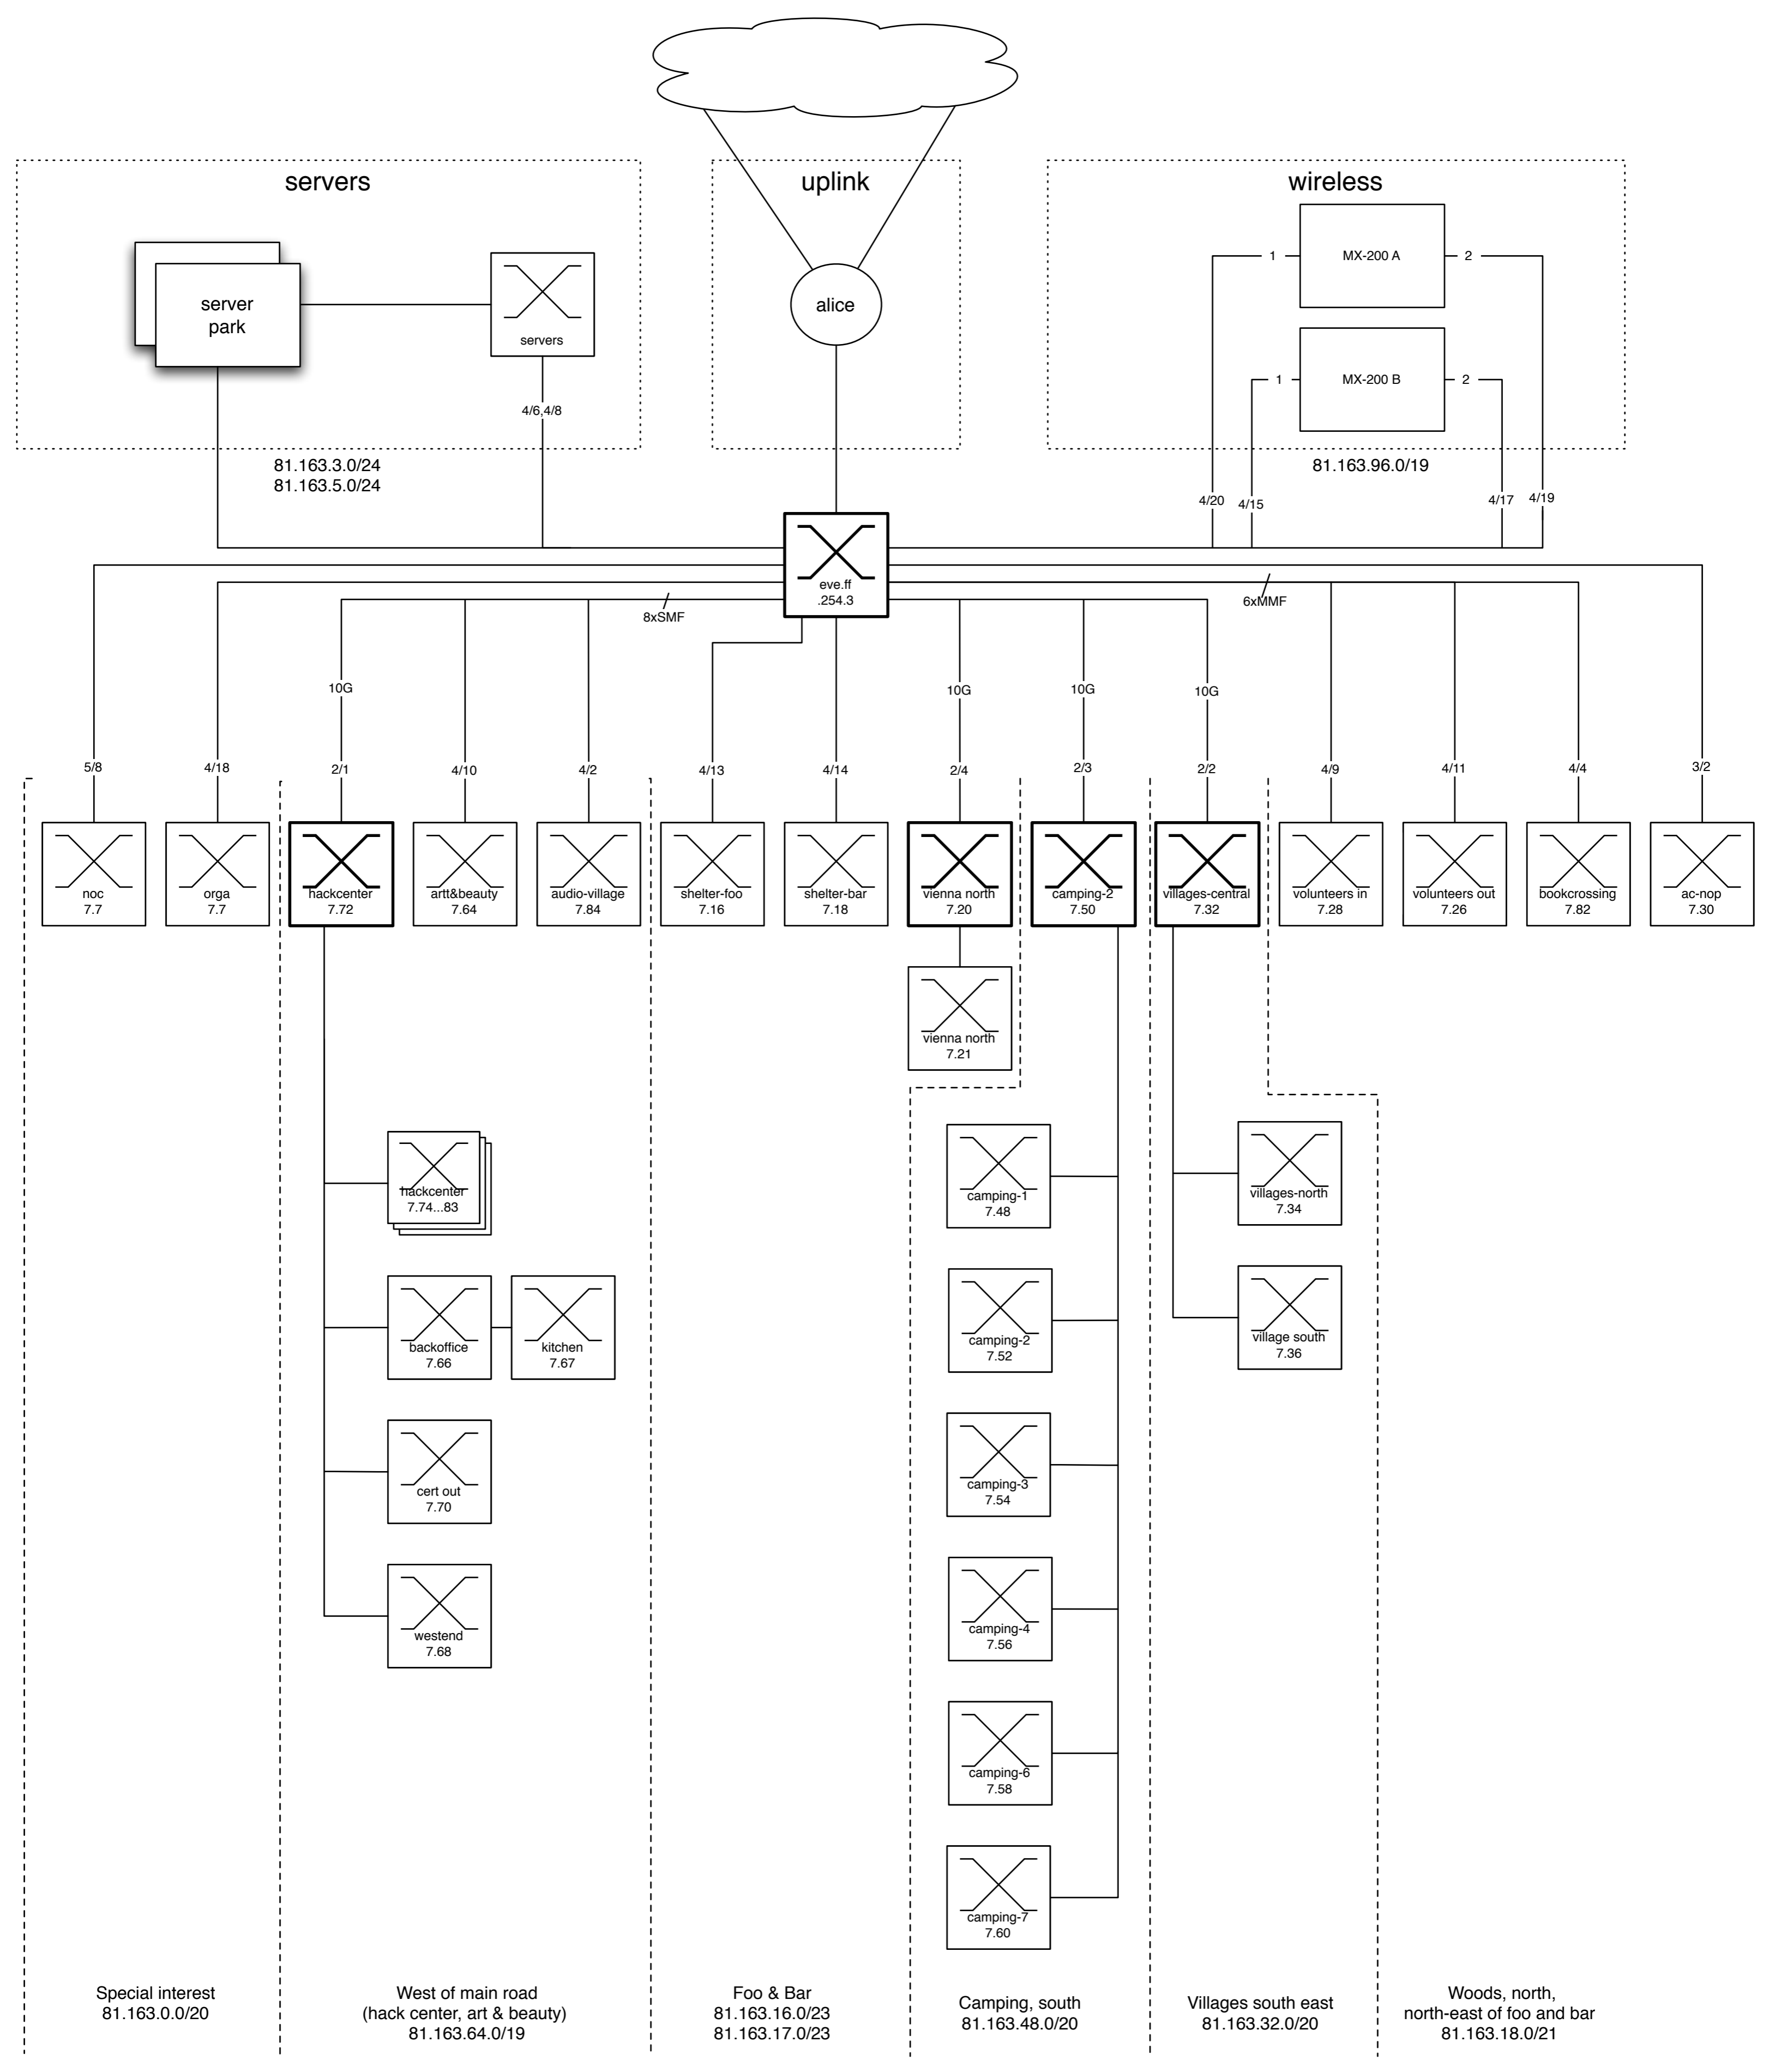 servers
uplink
wireless
server
park
servers
alice
1
MX-200 A
2
1
MX-200 B
2
4/6,4/8
81.163.3.0/24
81.163.5.0/24
81.163.96.0/19
4/20
4/15
4/17
4/19
eve.ff
.254.3
8xSMF
6xMMF
10G
10G
10G
10G
5/8
4/18
2/1
4/10
4/2
4/13
4/14
2/4
2/3
2/2
4/9
4/11
4/4
3/2
noc
7.7
orga
7.7
hackcenter
7.72
artt&beauty
7.64
audio-village
7.84
shelter-foo
7.16
shelter-bar
7.18
vienna north
7.20
camping-2
7.50
villages-central
7.32
volunteers in
7.28
volunteers out
7.26
bookcrossing
7.82
ac-nop
7.30
vienna north
7.21
hackcenter
7.74...83
camping-1
7.48
villages-north
7.34
backoffice
7.66
kitchen
7.67
camping-2
7.52
village south
7.36
cert out
7.70
camping-3
7.54
westend
7.68
camping-4
7.56
camping-6
7.58
camping-7
7.60
Special interest
81.163.0.0/20
West of main road
(hack center, art & beauty)
81.163.64.0/19
Foo & Bar
81.163.16.0/23
81.163.17.0/23
Camping, south
81.163.48.0/20
Villages south east
81.163.32.0/20
Woods, north,
north-east of foo and bar
81.163.18.0/21